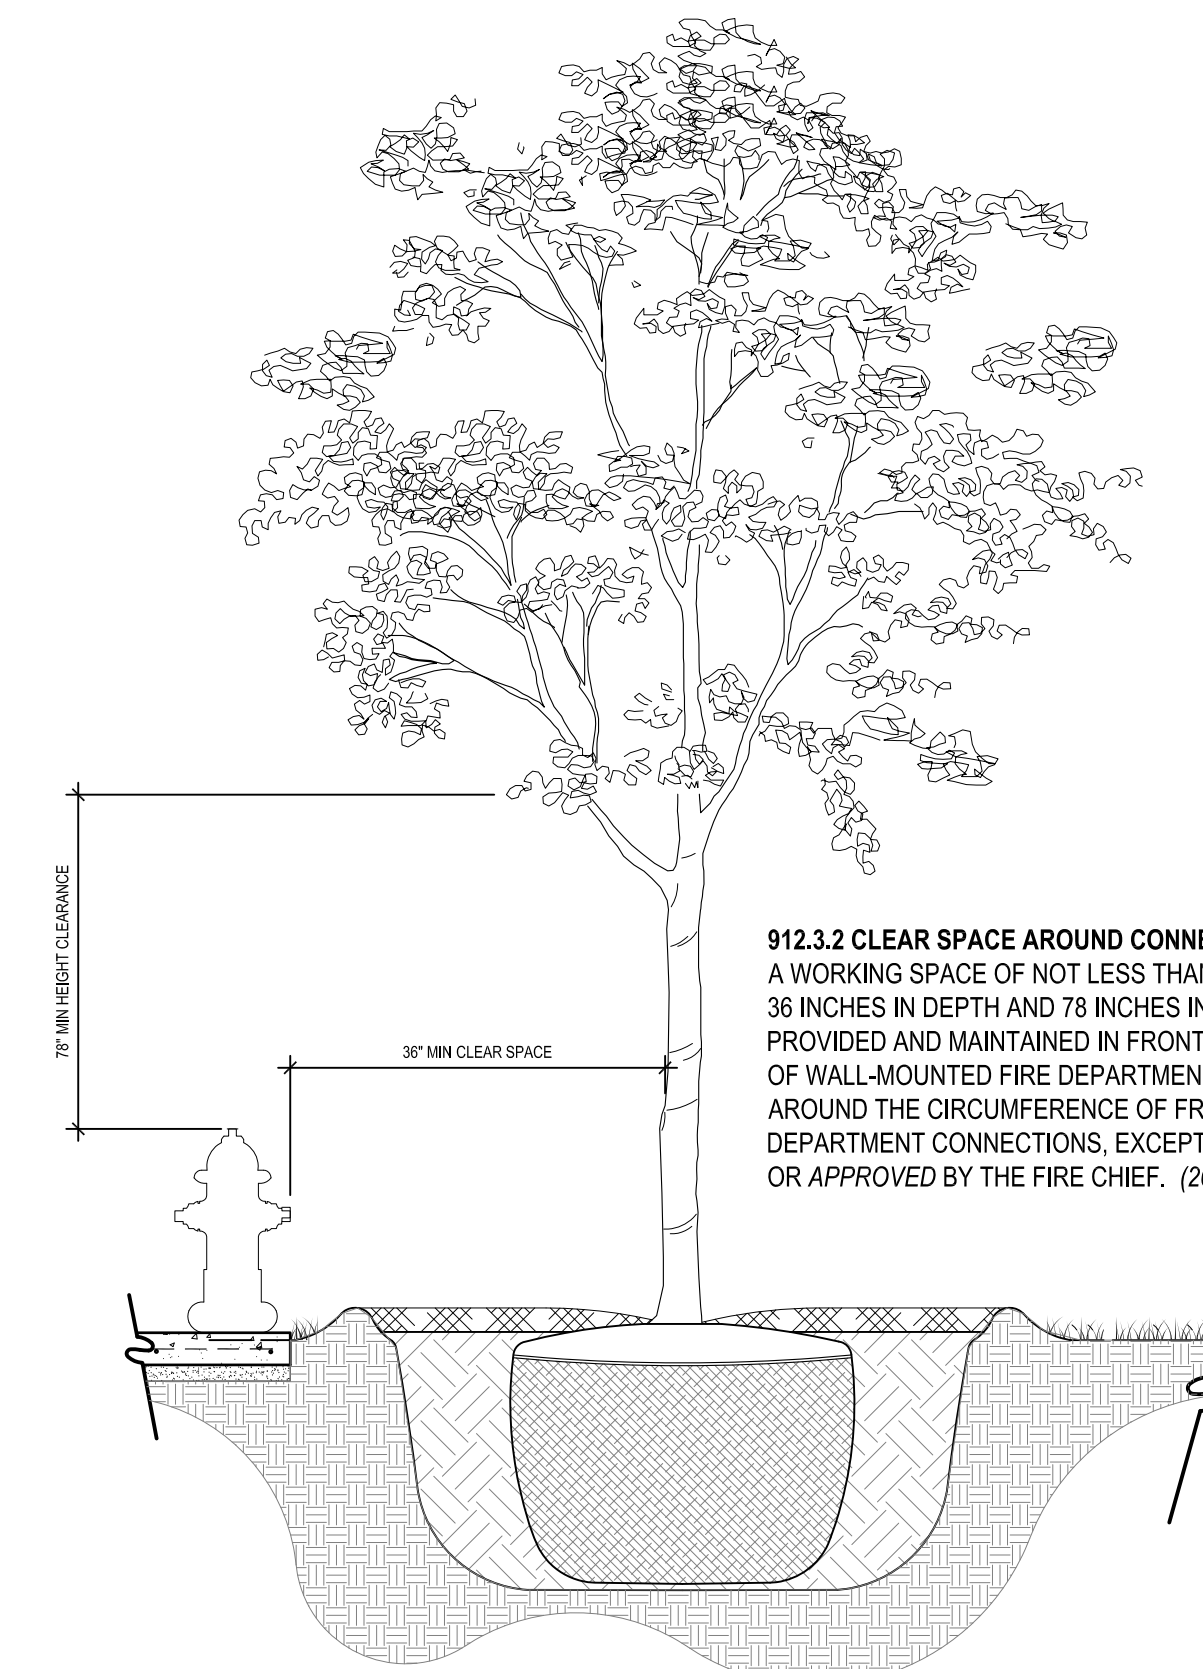 78" MIN HEIGHT CLEARANCE
36" MIN CLEAR SPACE
912.3.2 CLEAR SPACE AROUND
A WORKING SPACE OF NOT LESS
36 INCHES IN DEPTH AND 78 INCHES
PROVIDED AND MAINTAINED IN FRONT
OF WALL-MOUNTED FIRE
AROUND THE CIRCUMFERENCE OF
DEPARTMENT CONNECTIONS, EXCEPT
OR APPROVED BY THE FIRE CHIEF.